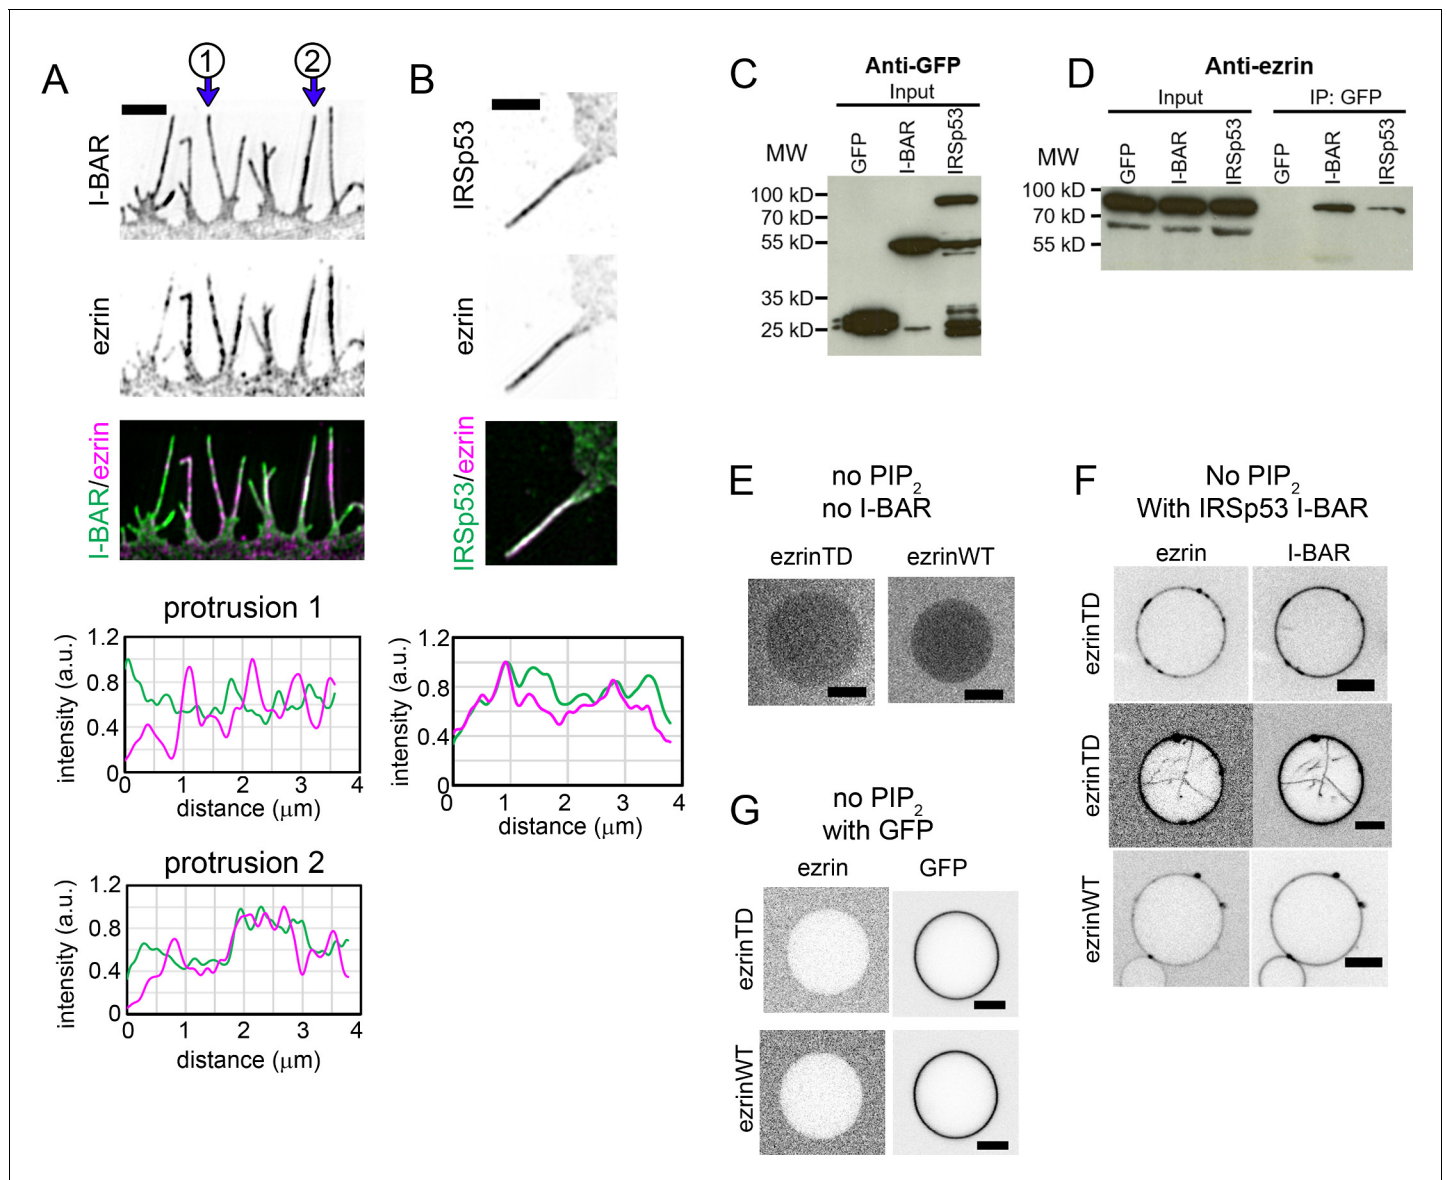 A
1
2
I-BAR
ezrin
I-BAR/ezrin
protrusion 1
1.2
0.8
0.4
0
intensity (a.u.)
0 1 2 3 4
distance (μm)
protrusion 2
1.2
0.8
0.4
0
intensity (a.u.)
0 1 2 3 4
distance (μm)
B
IRSp53
ezrin
IRSp53/ezrin
1.2
0.8
0.4
0
intensity (a.u.)
0 1 2 3 4
distance (μm)
C
Anti-GFP
Input
MW
GFP
I-BAR
IRSp53
100 kD
70 kD
55 kD
35 kD
25 kD
D
Anti-ezrin
Input
IP: GFP
MW
GFP
I-BAR
IRSp53
GFP
I-BAR
IRSp53
100 kD
70 kD
55 kD
E
no PIP2
no I-BAR
ezrinTD
ezrinWT
F
No PIP2
With IRSp53 I-BAR
ezrin
I-BAR
ezrinTD
ezrinTD
ezrinWT
G
no PIP2
with GFP
ezrin
GFP
ezrinTD
ezrinWT